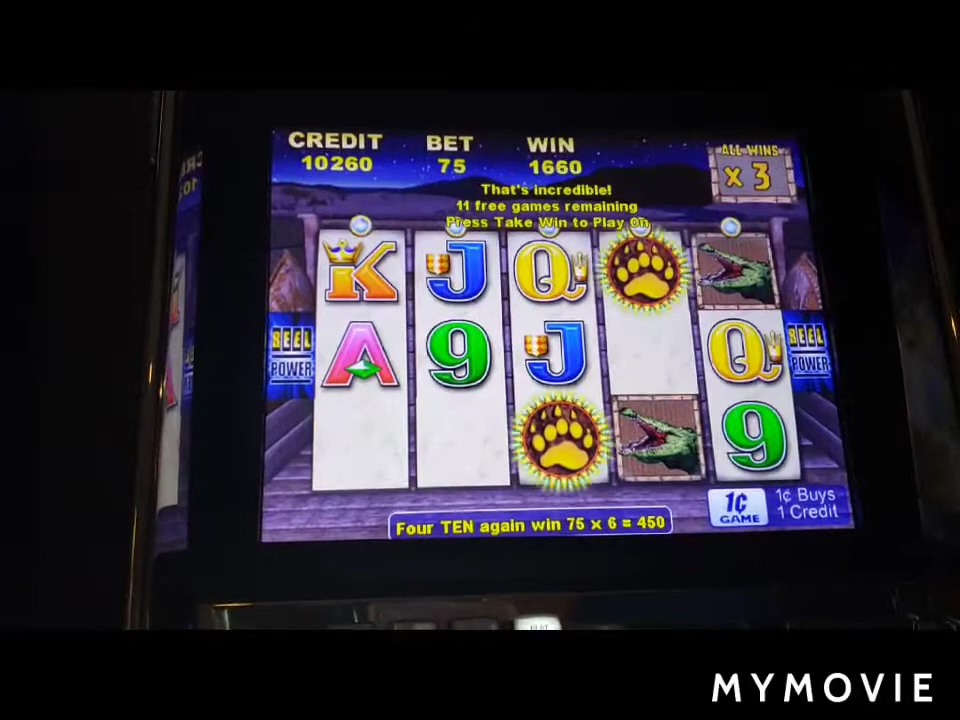 CREDIT BET WIN
10260 75 1660
ALL WINS
x 3
That's incredible!
11 free games remaining
Press Take Win to Play On
K J Q
A 9 J Q
9
REEL POWER
REEL POWER
1¢ GAME
1¢ Buys
1 Credit
Four TEN again win 75 x 6 = 450
MYMOVIE